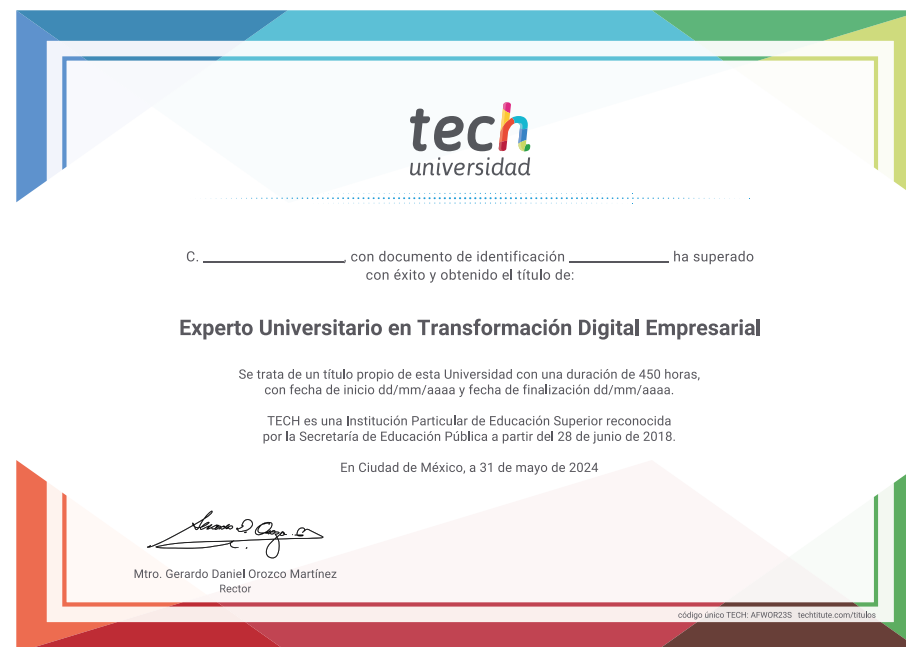 tech
universidad
C. ____________, con documento de identificación ____________ ha superado
con éxito y obtenido el título de:
Experto Universitario en Transformación Digital Empresarial
Se trata de un título propio de esta Universidad con una duración de 450 horas,
con fecha de inicio dd/mm/aaaa y fecha de finalización dd/mm/aaaa.
TECH es una Institución Particular de Educación Superior reconocida
por la Secretaría de Educación Pública a partir del 28 de junio de 2018.
En Ciudad de México, a 31 de mayo de 2024
Mtro. Gerardo Daniel Orozco Martínez
Rector
código único TECH: AFWOR23S techtitute.com/titulos